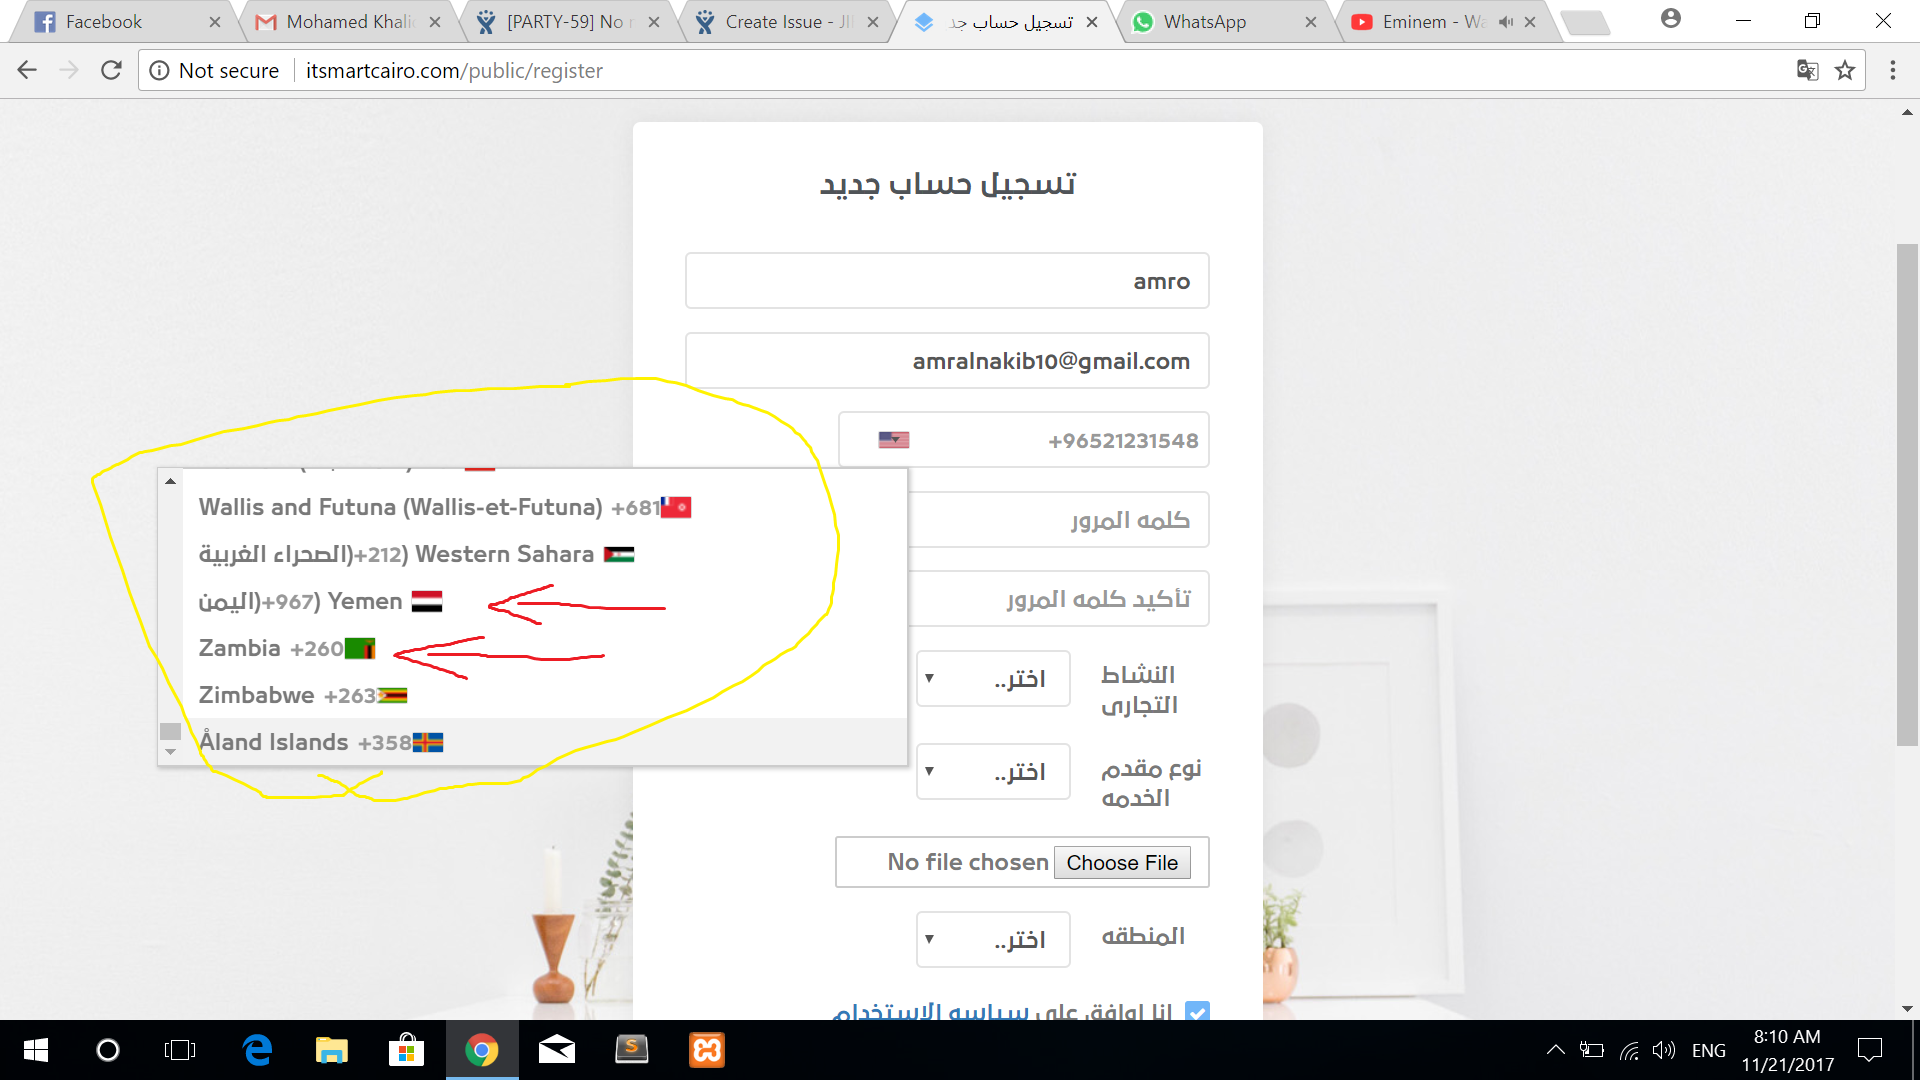 Facebook
Mohamed Khali
[PARTY-59] No
Create Issue - JI
تسجيل حساب جد
WhatsApp
Eminem - Wa
Not secure
itsmartcairo.com/public/register
تسجيل حساب جديد
amro
amralnakib10@gmail.com
+96521231548
كلمه المرور
تأكيد كلمه المرور
Wallis and Futuna (Wallis-et-Futuna) +681
الصحراء الغربية)+212) Western Sahara
اليمن)+967) Yemen
Zambia +260
Zimbabwe +263
Åland Islands +358
النشاط
التجارى
اختر..
نوع مقدم
الخدمه
اختر..
Choose File No file chosen
المنطقه
اختر..
انا اوافق على سياسه الاستخدام
ENG
8:10 AM
11/21/2017